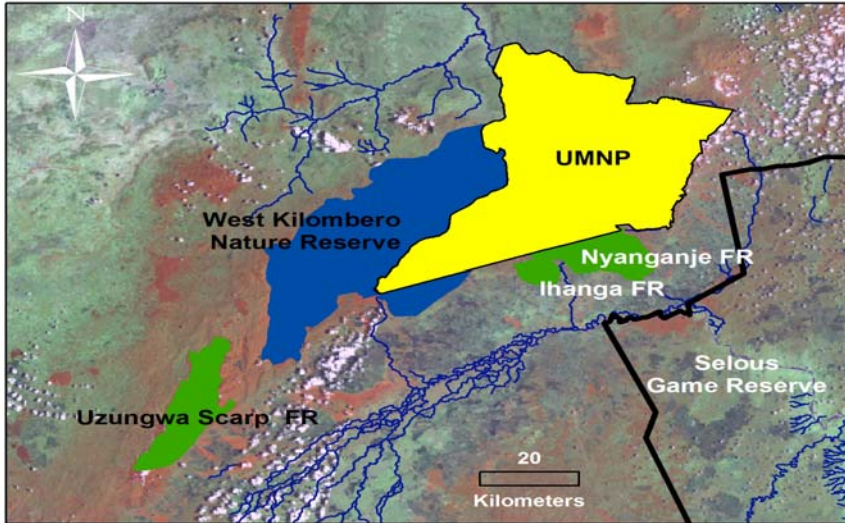 N
UMNP
West Kilombero
Nature Reserve
Nyanganje FR
Ihanga FR
Selous
Game Reserve
Uzungwa Scarp FR
20
Kilometers